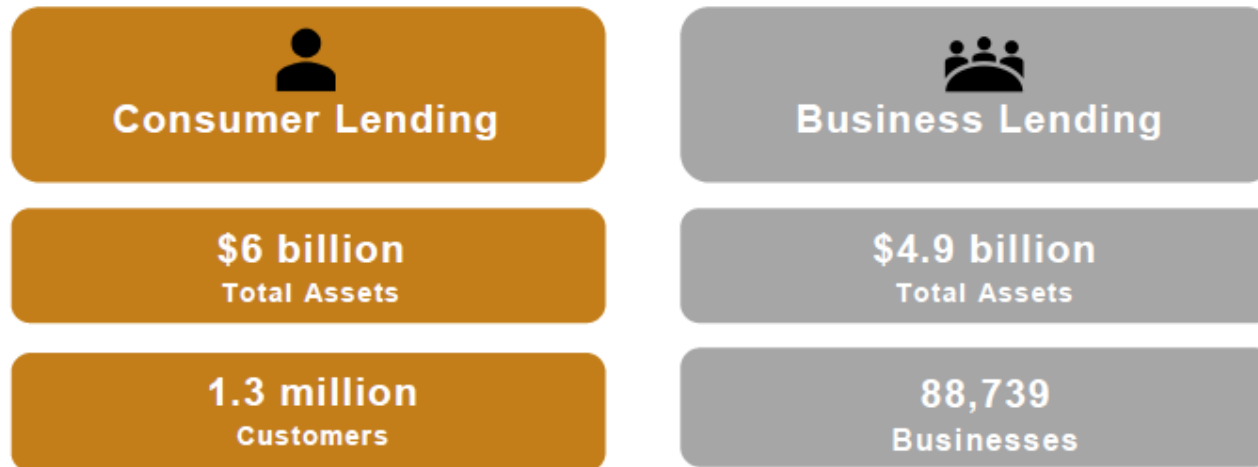 Consumer Lending
$6 billion
Total Assets
1.3 million
Customers
Business Lending
$4.9 billion
Total Assets
88,739
Businesses